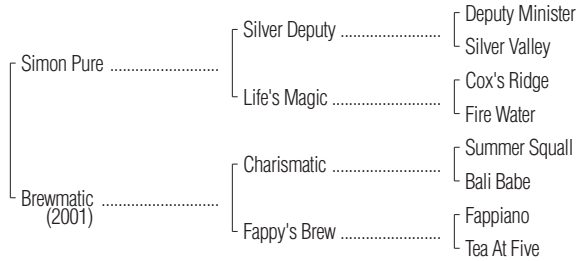 Deputy Minister
Silver Deputy ........................
Silver Valley
Simon Pure ..........................
Cox's Ridge
Life's Magic ..........................
Fire Water
Summer Squall
Charismatic ..........................
Bali Babe
Brewmatic ............................
(2001)
Fappiano
Fappy's Brew ........................
Tea At Five